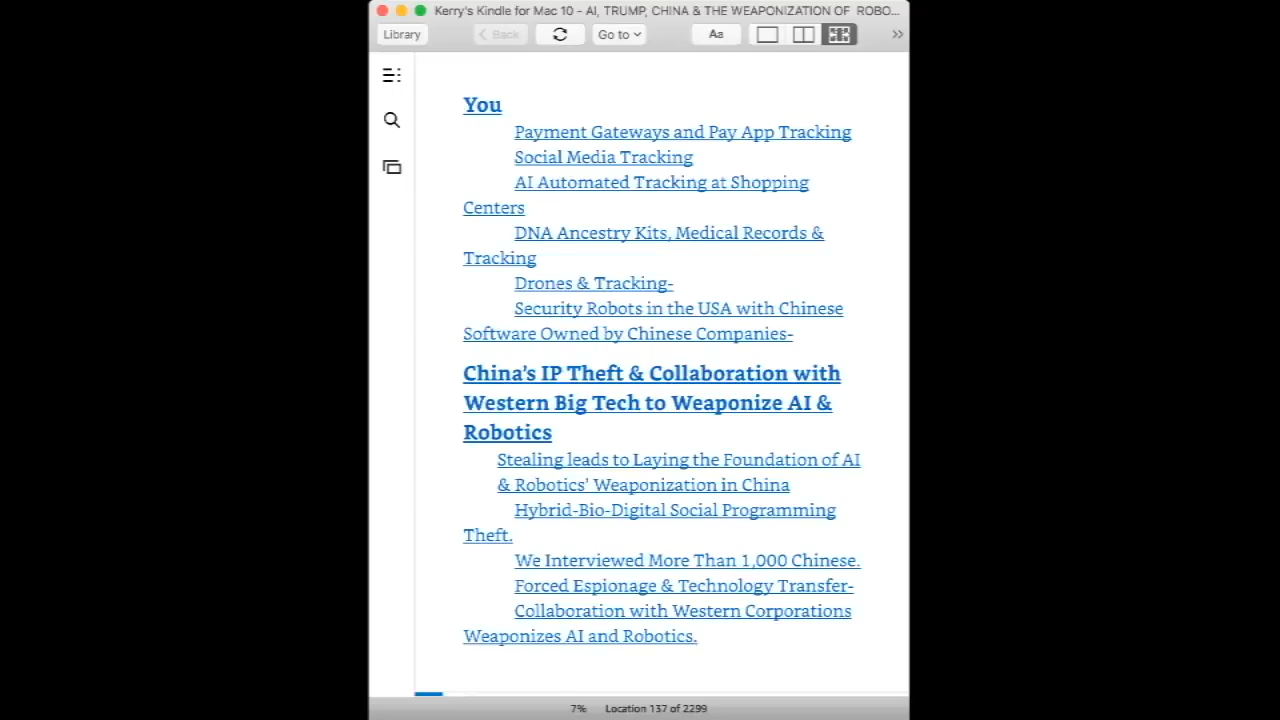 Kerry's Kindle for Mac 10 - AI, TRUMP, CHINA & THE WEAPONIZATION OF ROBO...
Library
Back
Go to
Aa
You
Payment Gateways and Pay App Tracking
Social Media Tracking
AI Automated Tracking at Shopping
Centers
DNA Ancestry Kits, Medical Records &
Tracking
Drones & Tracking-
Security Robots in the USA with Chinese
Software Owned by Chinese Companies-
China's IP Theft & Collaboration with
Western Big Tech to Weaponize AI &
Robotics
Stealing leads to Laying the Foundation of AI
& Robotics' Weaponization in China
Hybrid-Bio-Digital Social Programming
Theft.
We Interviewed More Than 1,000 Chinese.
Forced Espionage & Technology Transfer-
Collaboration with Western Corporations
Weaponizes AI and Robotics.
7% Location 137 of 2299